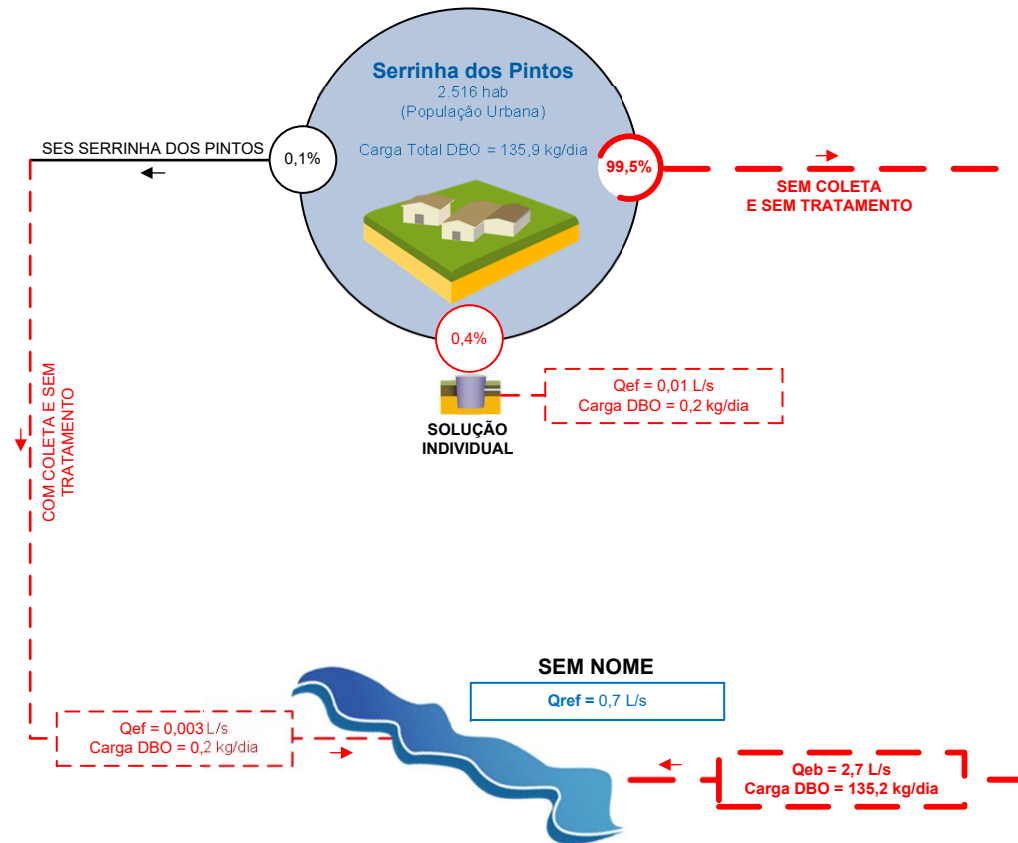 Serrinha dos Pintos
2.516 hab
(População Urbana)
Carga Total DBO = 135,9 kg/dia
SES SERRINHA DOS PINTOS
0,1%
99,5%
SEM COLETA
E SEM TRATAMENTO
0,4%
Qef = 0,01 L/s
Carga DBO = 0,2 kg/dia
SOLUÇÃO
INDIVIDUAL
COM COLETA E SEM
TRATAMENTO
SEM NOME
Qref = 0,7 L/s
Qef = 0,003 L/s
Carga DBO = 0,2 kg/dia
Qeb = 2,7 L/s
Carga DBO = 135,2 kg/dia